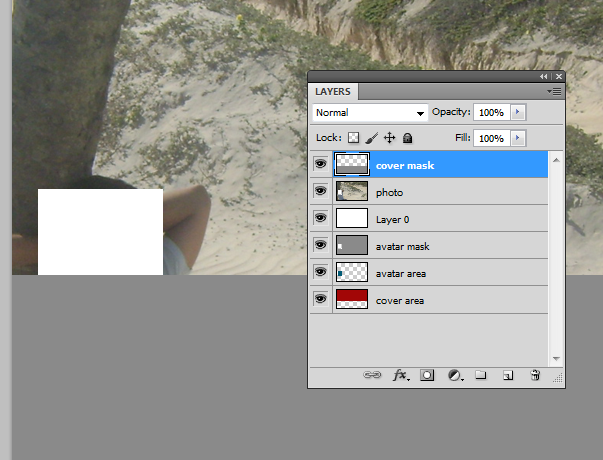 LAYERS
Normal Opacity: 100%
Lock: Fill: 100%
cover mask
photo
Layer 0
avatar mask
avatar area
cover area
fx